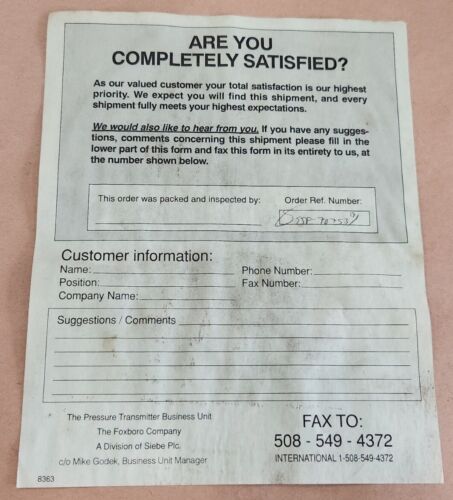 ARE YOU
COMPLETELY SATISFIED?
As our valued customer your total satisfaction is our highest
priority. We expect you will find this shipment, and every
shipment fully meets your highest expectations.
We would also like to hear from you. If you have any sugges-
tions, comments concerning this shipment please fill in the
lower part of this form and fax this form in its entirety to us, at
the number shown below.
This order was packed and inspected by:
Order Ref. Number:
Customer information:
Name:
Phone Number:
Position:
Fax Number:
Company Name:
Suggestions / Comments
The Pressure Transmitter Business Unit
The Foxboro Company
A Division of Siebe Plc.
c/o Mike Godek, Business Unit Manager
FAX TO:
508 - 549 - 4372
INTERNATIONAL 1-508-549-4372
8363